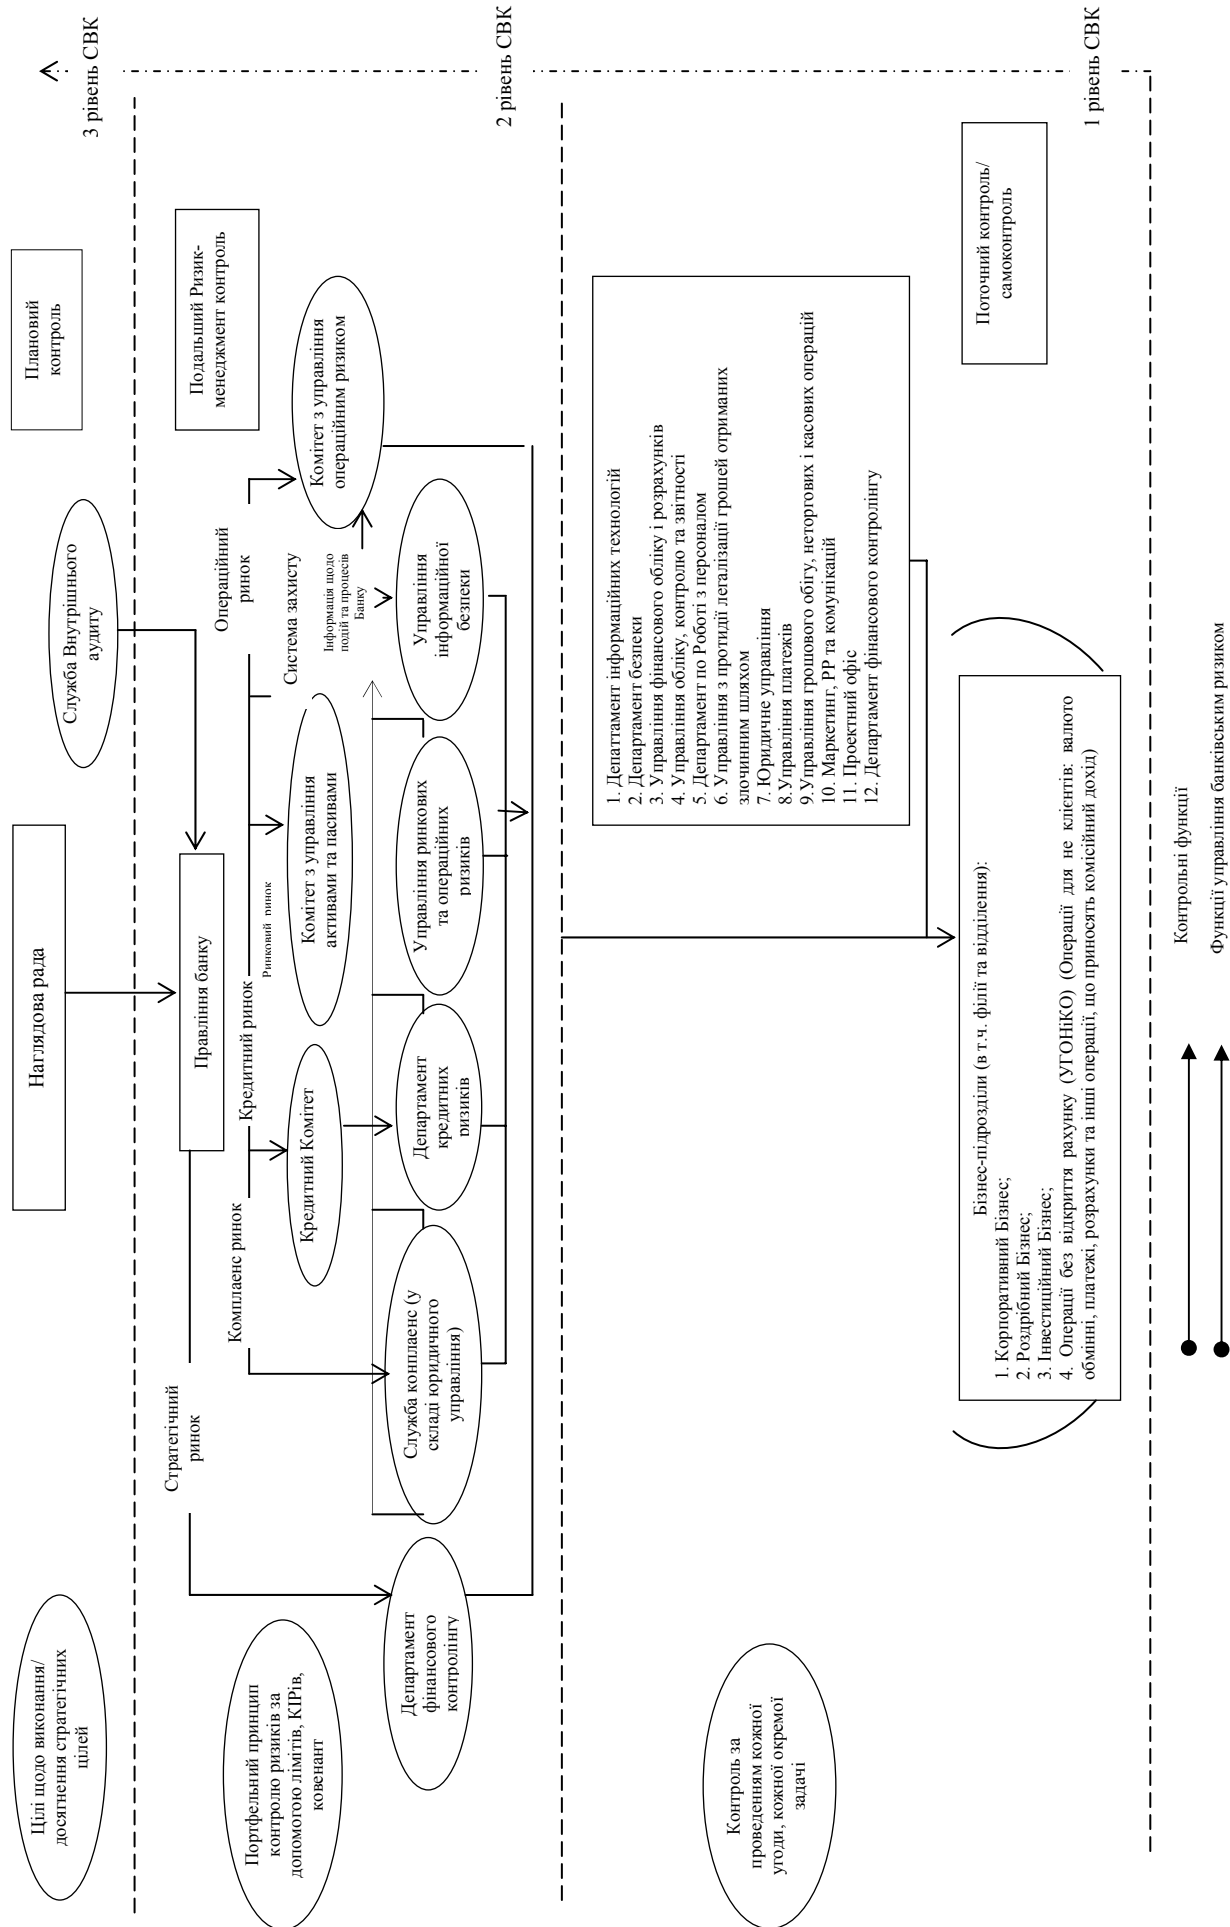 Цілі щодо виконання/
досягнення стратегічних
цілей
Наглядова рада
Служба Внутрішнього
аудиту
Плановий
контроль
3 рівень СВК
Портфельний принцип
контролю ризиків за
допомогою лімітів, КІРів,
ковенант
Стратегічний
ринок
Правління банку
Подальший Ризик-
менеджмент контроль
Комплаенс ринок
Кредитний ринок
Ринковий ринок
Операційний
ринок
Система захисту
Кредитний Комітет
Комітет з управління
активами та пасивами
Комітет з управління
операційним ризиком
Інформація щодо
подій та процесів
Банку
Департамент
фінансового
контролінгу
Служба конплаенс (у
складі юридичного
управління)
Департамент
кредитних
ризиків
Управління ринкових
та операційних
ризиків
Управління
інформаційної
безпеки
2 рівень СВК
Контроль за
проведенням кожної
угоди, кожної окремої
задачі
1. Депаттамент інформаційних технологій
2. Департамент безпеки
3. Управління фінансового обліку і розрахунків
4. Управління обліку, контролю та звітності
5. Департамент по Роботі з персоналом
6. Управління з протидії легалізації грошей отриманих
злочинним шляхом
7. Юридичне управління
8.Управління платежів
9.Управління грошового обігу, неторгових і касових операцій
10. Маркетинг, РР та комунікацій
11. Проектний офіс
12. Департамент фінансового контролінгу
Бізнес-підрозділи (в т.ч. філії та відділення):
1. Корпоративний Бізнес;
2. Роздрібний Бізнес;
3. Інвестиційний Бізнес;
4. Операції без відкриття рахунку (УГОНіКО) (Операції для не клієнтів: валюто
обмінні, платежі, розрахунки та інші операції, що приносять комісійний дохід)
Поточний контроль/
самоконтроль
1 рівень СВК
Контрольні функції
Функції управління банківським ризиком